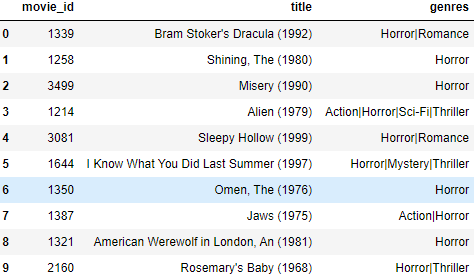 movie_id title genres
0 1339 Bram Stoker's Dracula (1992) Horror|Romance
1 1258 Shining, The (1980) Horror
2 3499 Misery (1990) Horror
3 1214 Alien (1979) Action|Horror|Sci-Fi|Thriller
4 3081 Sleepy Hollow (1999) Horror|Romance
5 1644 I Know What You Did Last Summer (1997) Horror|Mystery|Thriller
6 1350 Omen, The (1976) Horror
7 1387 Jaws (1975) Action|Horror
8 1321 American Werewolf in London, An (1981) Horror
9 2160 Rosemary's Baby (1968) Horror|Thriller